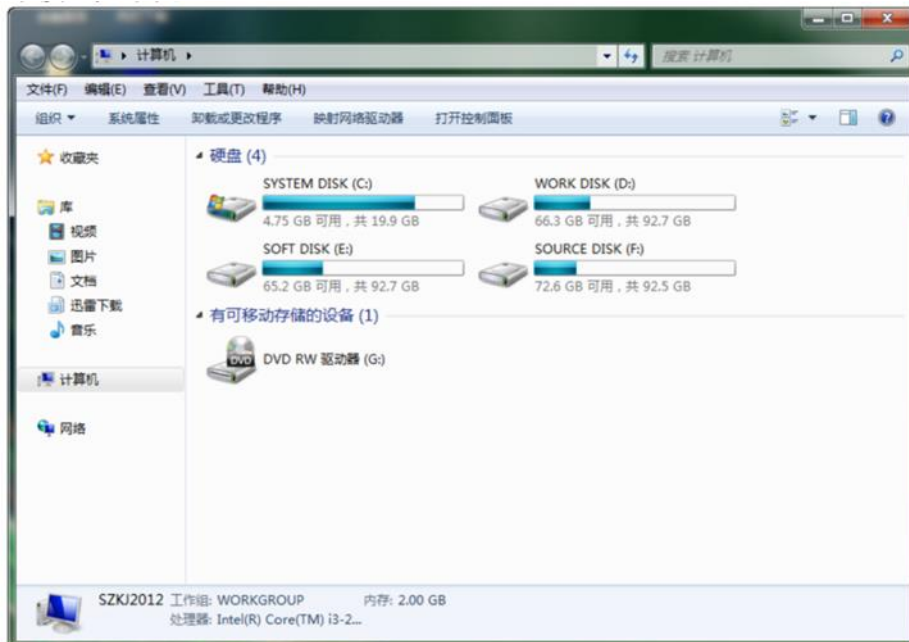 计算机
搜索 计算机
文件(F) 编辑(E) 查看(V) 工具(T) 帮助(H)
组织 系统属性 卸载或更改程序 映射网络驱动器 打开控制面板
收藏夹
库
视频
图片
文档
迅雷下载
音乐
计算机
网络
硬盘 (4)
SYSTEM DISK (C:)
4.75 GB 可用，共 19.9 GB
WORK DISK (D:)
66.3 GB 可用，共 92.7 GB
SOFT DISK (E:)
65.2 GB 可用，共 92.7 GB
SOURCE DISK (F:)
72.6 GB 可用，共 92.5 GB
有可移动存储的设备 (1)
DVD
DVD RW 驱动器 (G:)
SZKJ2012 工作组: WORKGROUP 内存: 2.00 GB
处理器: Intel(R) Core(TM) i3-2...